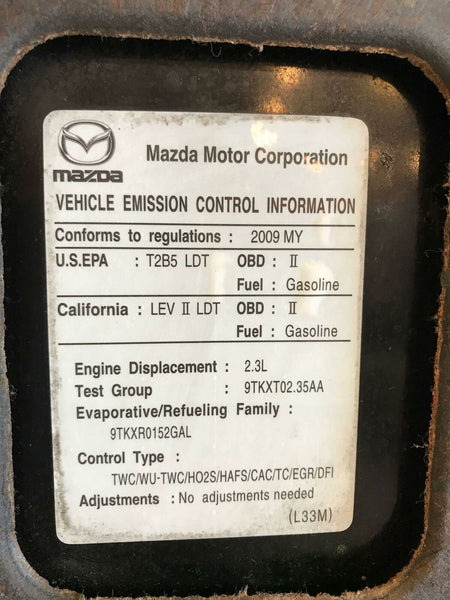 mazda
Mazda Motor Corporation
VEHICLE EMISSION CONTROL INFORMATION
Conforms to regulations : 2009 MY
U.S.EPA : T2B5 LDT OBD : II
Fuel : Gasoline
California : LEV II LDT OBD : II
Fuel : Gasoline
Engine Displacement : 2.3L
Test Group : 9TKXT02.35AA
Evaporative/Refueling Family :
9TKXR0152GAL
Control Type :
TWC/WU-TWC/HO2S/HAFS/CAC/TC/EGR/DFI
Adjustments : No adjustments needed
(L33M)